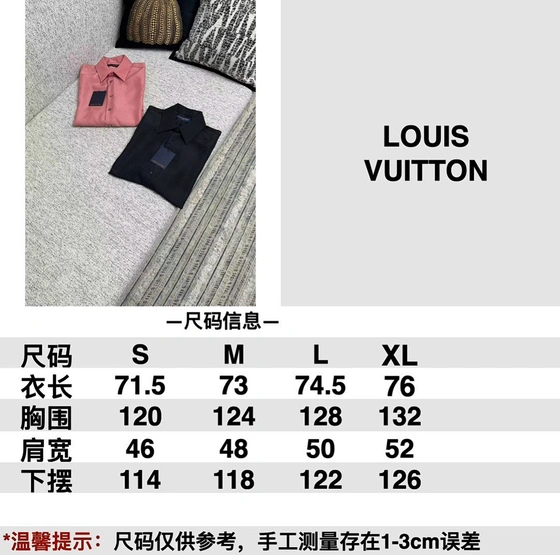 LOUIS
VUITTON
—尺码信息—
尺码 S M L XL
衣长 71.5 73 74.5 76
胸围 120 124 128 132
肩宽 46 48 50 52
下摆 114 118 122 126
*温馨提示：尺码仅供参考，手工测量存在1-3cm误差